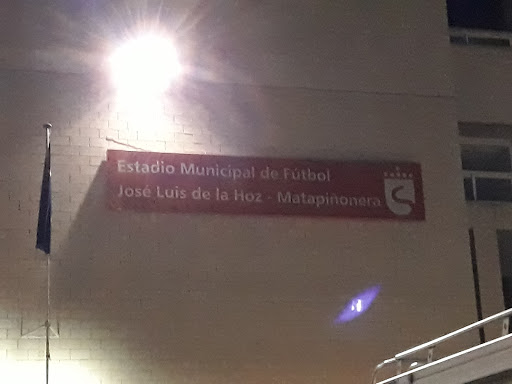 Estadio Municipal de Fútbol
José Luis de la Hoz - Matapiñonera